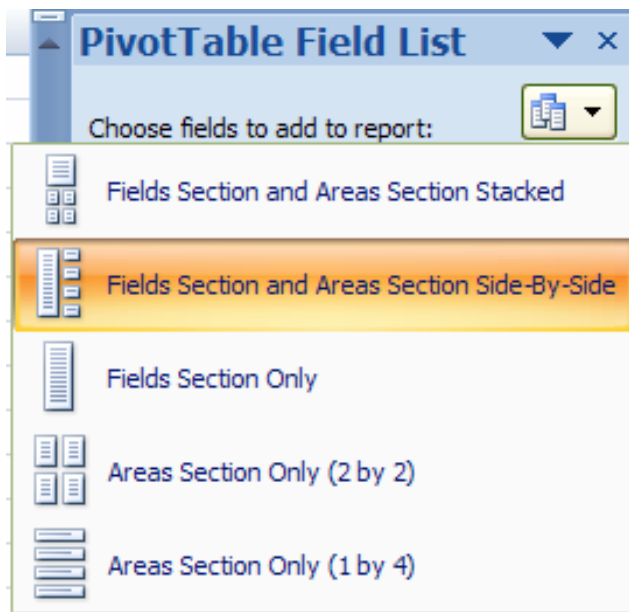 PivotTable Field List
Choose fields to add to report:
Fields Section and Areas Section Stacked
Fields Section and Areas Section Side-By-Side
Fields Section Only
Areas Section Only (2 by 2)
Areas Section Only (1 by 4)